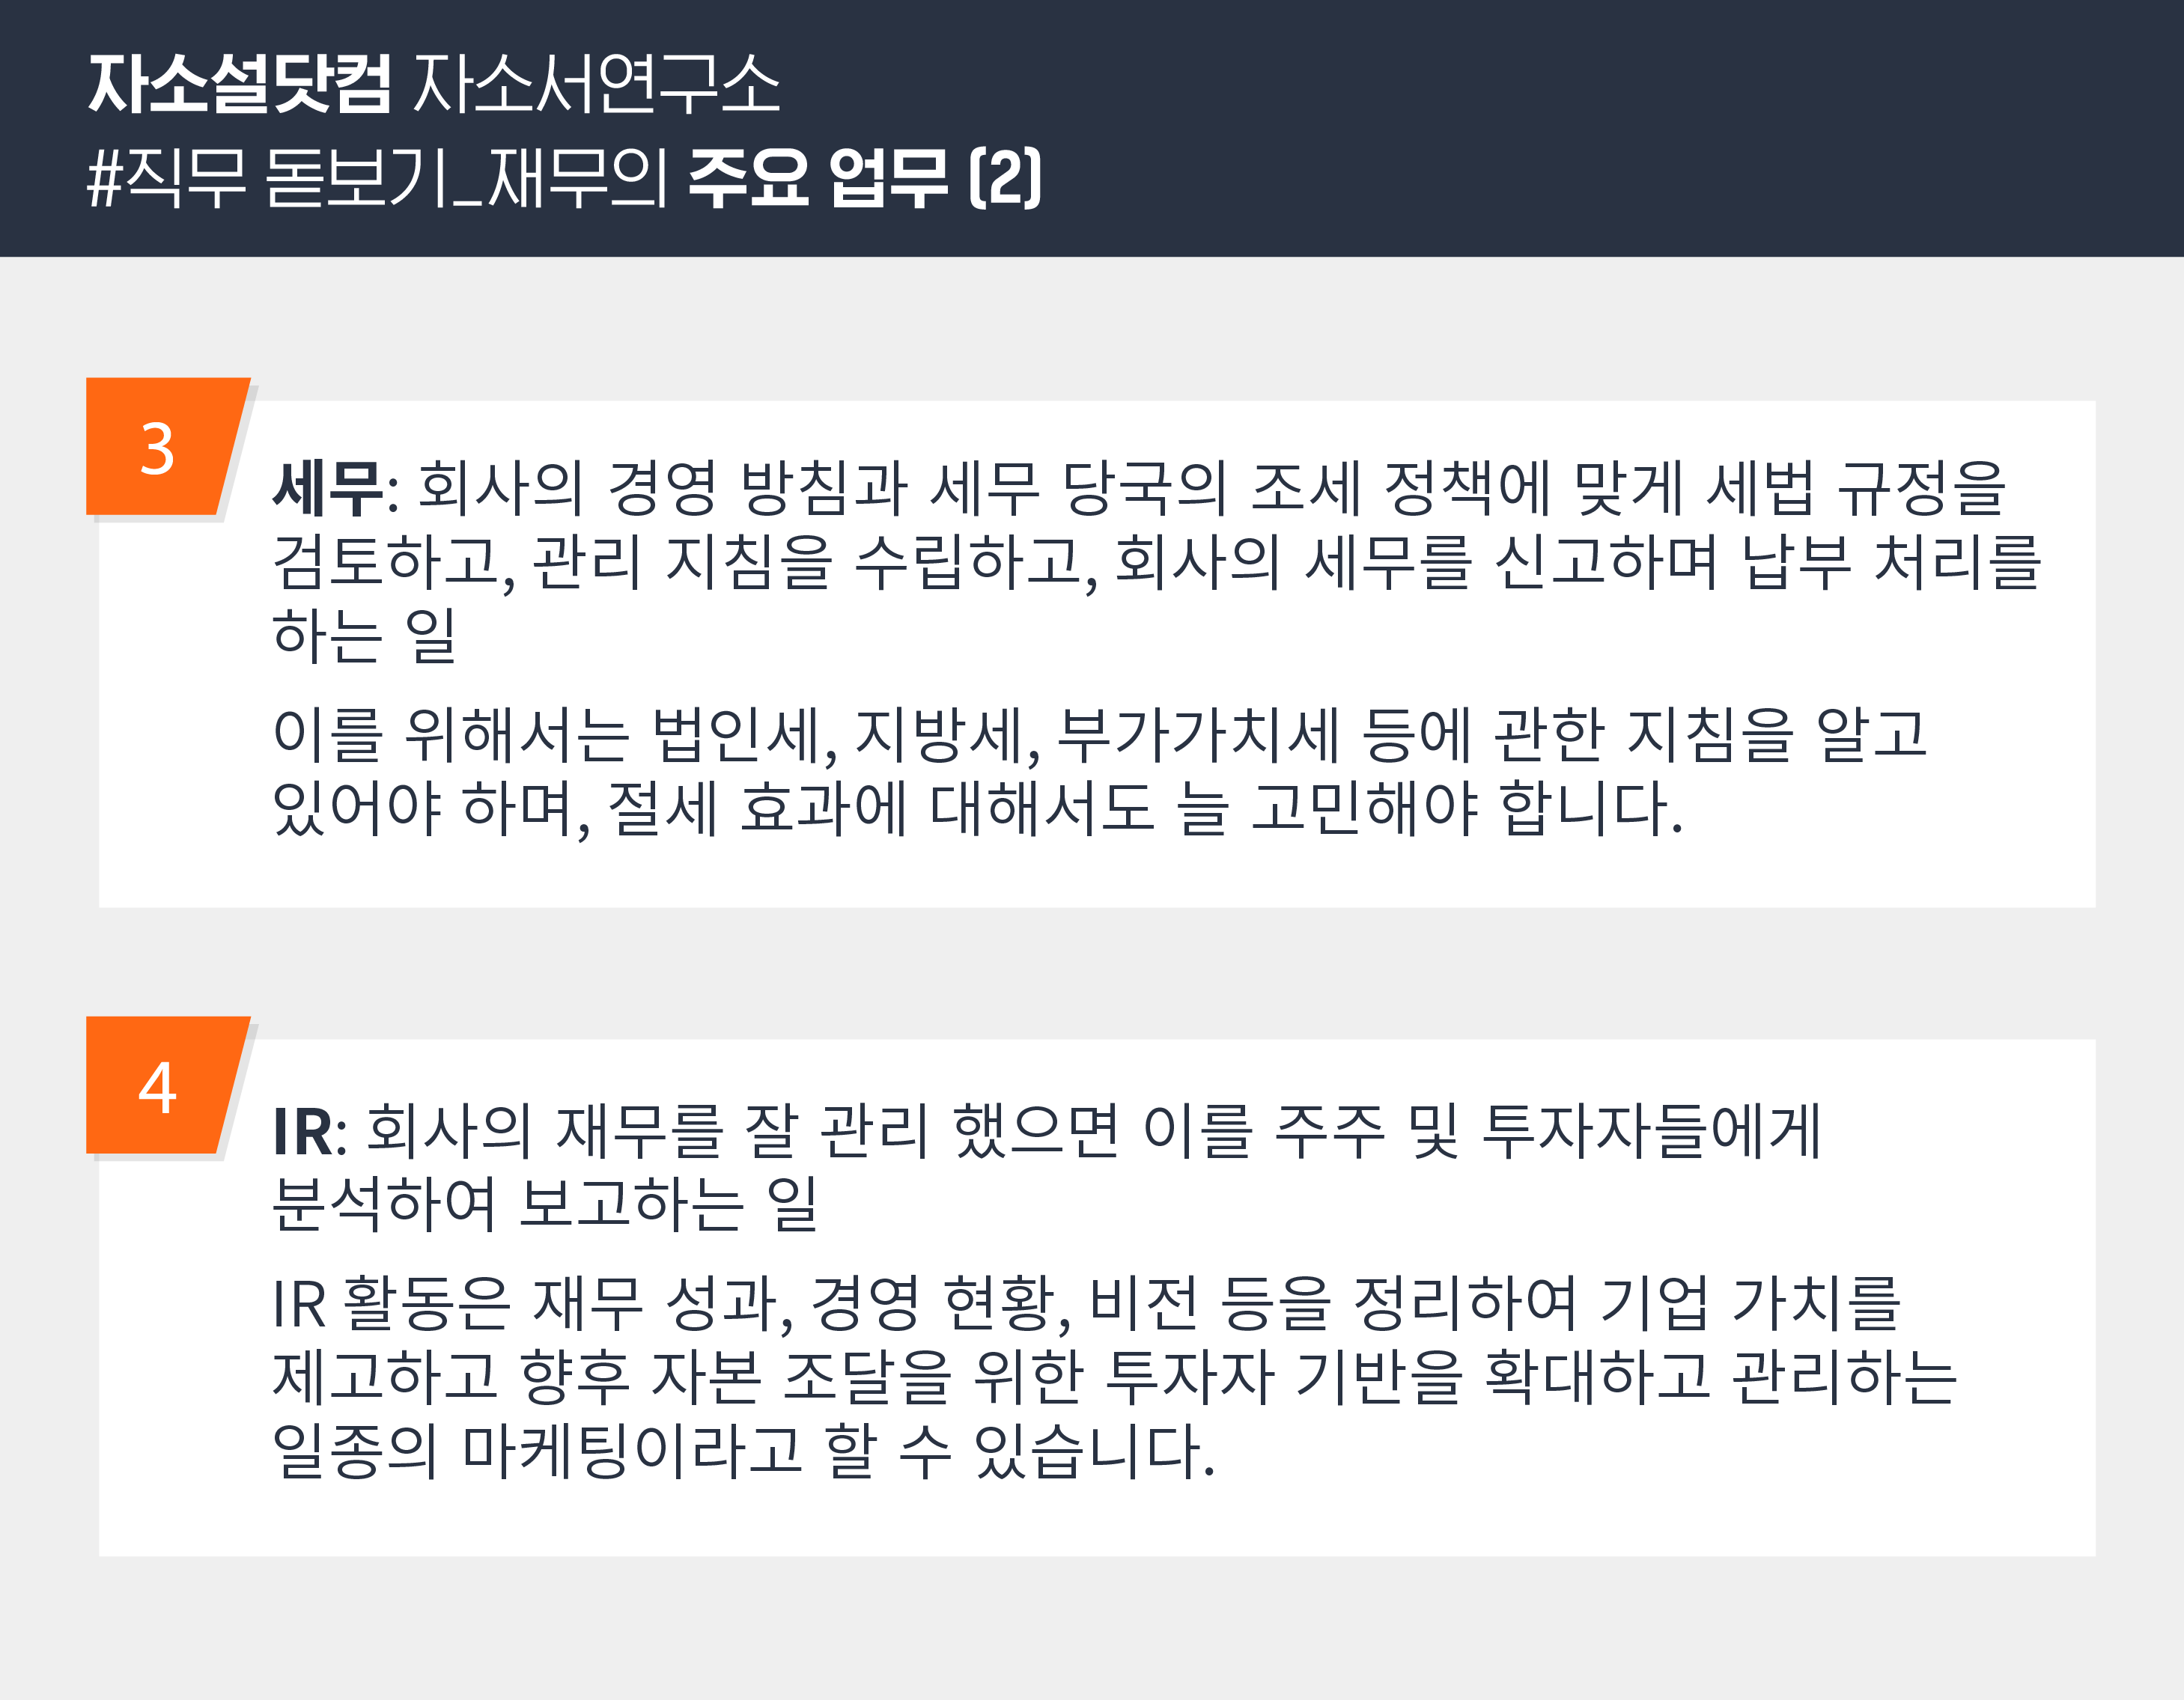 자소설닷컴 자소서연구소
#직무 돋보기_재무의 주요 업무 (2)
3
세무: 회사의 경영 방침과 세무 당국의 조세 정책에 맞게 세법 규정을
검토하고, 관리 지침을 수립하고, 회사의 세무를 신고하며 납부 처리를
하는 일
이를 위해서는 법인세, 지방세, 부가가치세 등에 관한 지침을 알고
있어야 하며, 절세 효과에 대해서도 늘 고민해야 합니다.
4
IR: 회사의 재무를 잘 관리 했으면 이를 주주 및 투자자들에게
분석하여 보고하는 일
IR 활동은 재무 성과, 경영 현황, 비전 등을 정리하여 기업 가치를
제고하고 향후 자본 조달을 위한 투자자 기반을 확대하고 관리하는
일종의 마케팅이라고 할 수 있습니다.